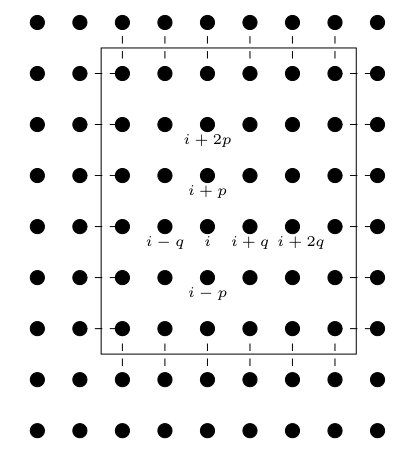 i + 2p
i + p
i − q i i + q i + 2q
i − p